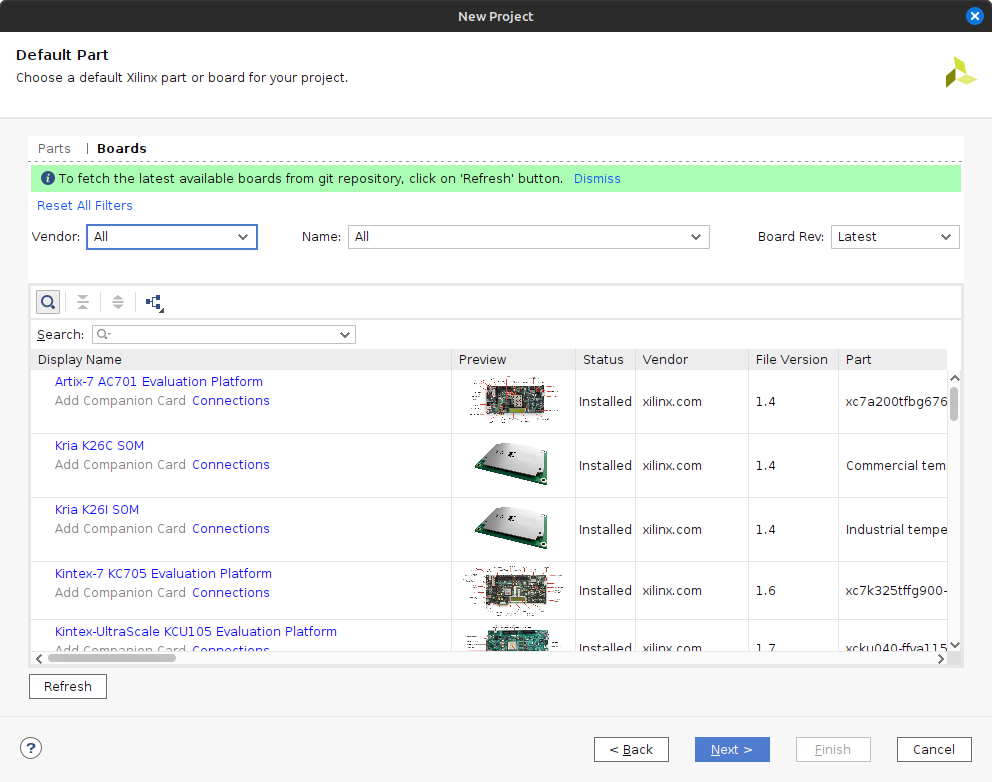 New Project
Default Part
Choose a default Xilinx part or board for your project.
Parts | Boards
To fetch the latest available boards from git repository, click on 'Refresh' button. Dismiss
Reset All Filters
Vendor: All Name: All Board Rev: Latest
Search:
Display Name Preview Status Vendor File Version Part
Artix-7 AC701 Evaluation Platform
Add Companion Card Connections Installed xilinx.com 1.4 xc7a200tfbg676
Kria K26C SOM
Add Companion Card Connections Installed xilinx.com 1.4 Commercial tem
Kria K26I SOM
Add Companion Card Connections Installed xilinx.com 1.4 Industrial tempe
Kintex-7 KC705 Evaluation Platform
Add Companion Card Connections Installed xilinx.com 1.6 xc7k325tffg900-
Kintex-UltraScale KCU105 Evaluation Platform
Add Companion Card Connections Installed xilinx.com 1.7 xcku040-ffva115
Refresh
? < Back Next > Finish Cancel